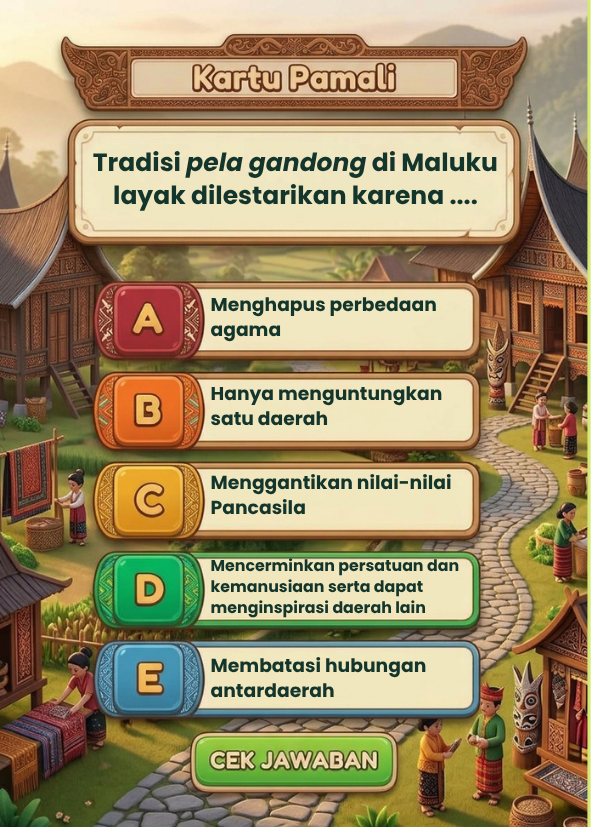 Kartu Pamali
Tradisi pela gandong di Maluku
layak dilestarikan karena ....
A
Menghapus perbedaan
agama
B
Hanya menguntungkan
satu daerah
C
Menggantikan nilai-nilai
Pancasila
D
Mencerminkan persatuan dan
kemanusiaan serta dapat
menginspirasi daerah lain
E
Membatasi hubungan
antardaerah
CEK JAWABAN